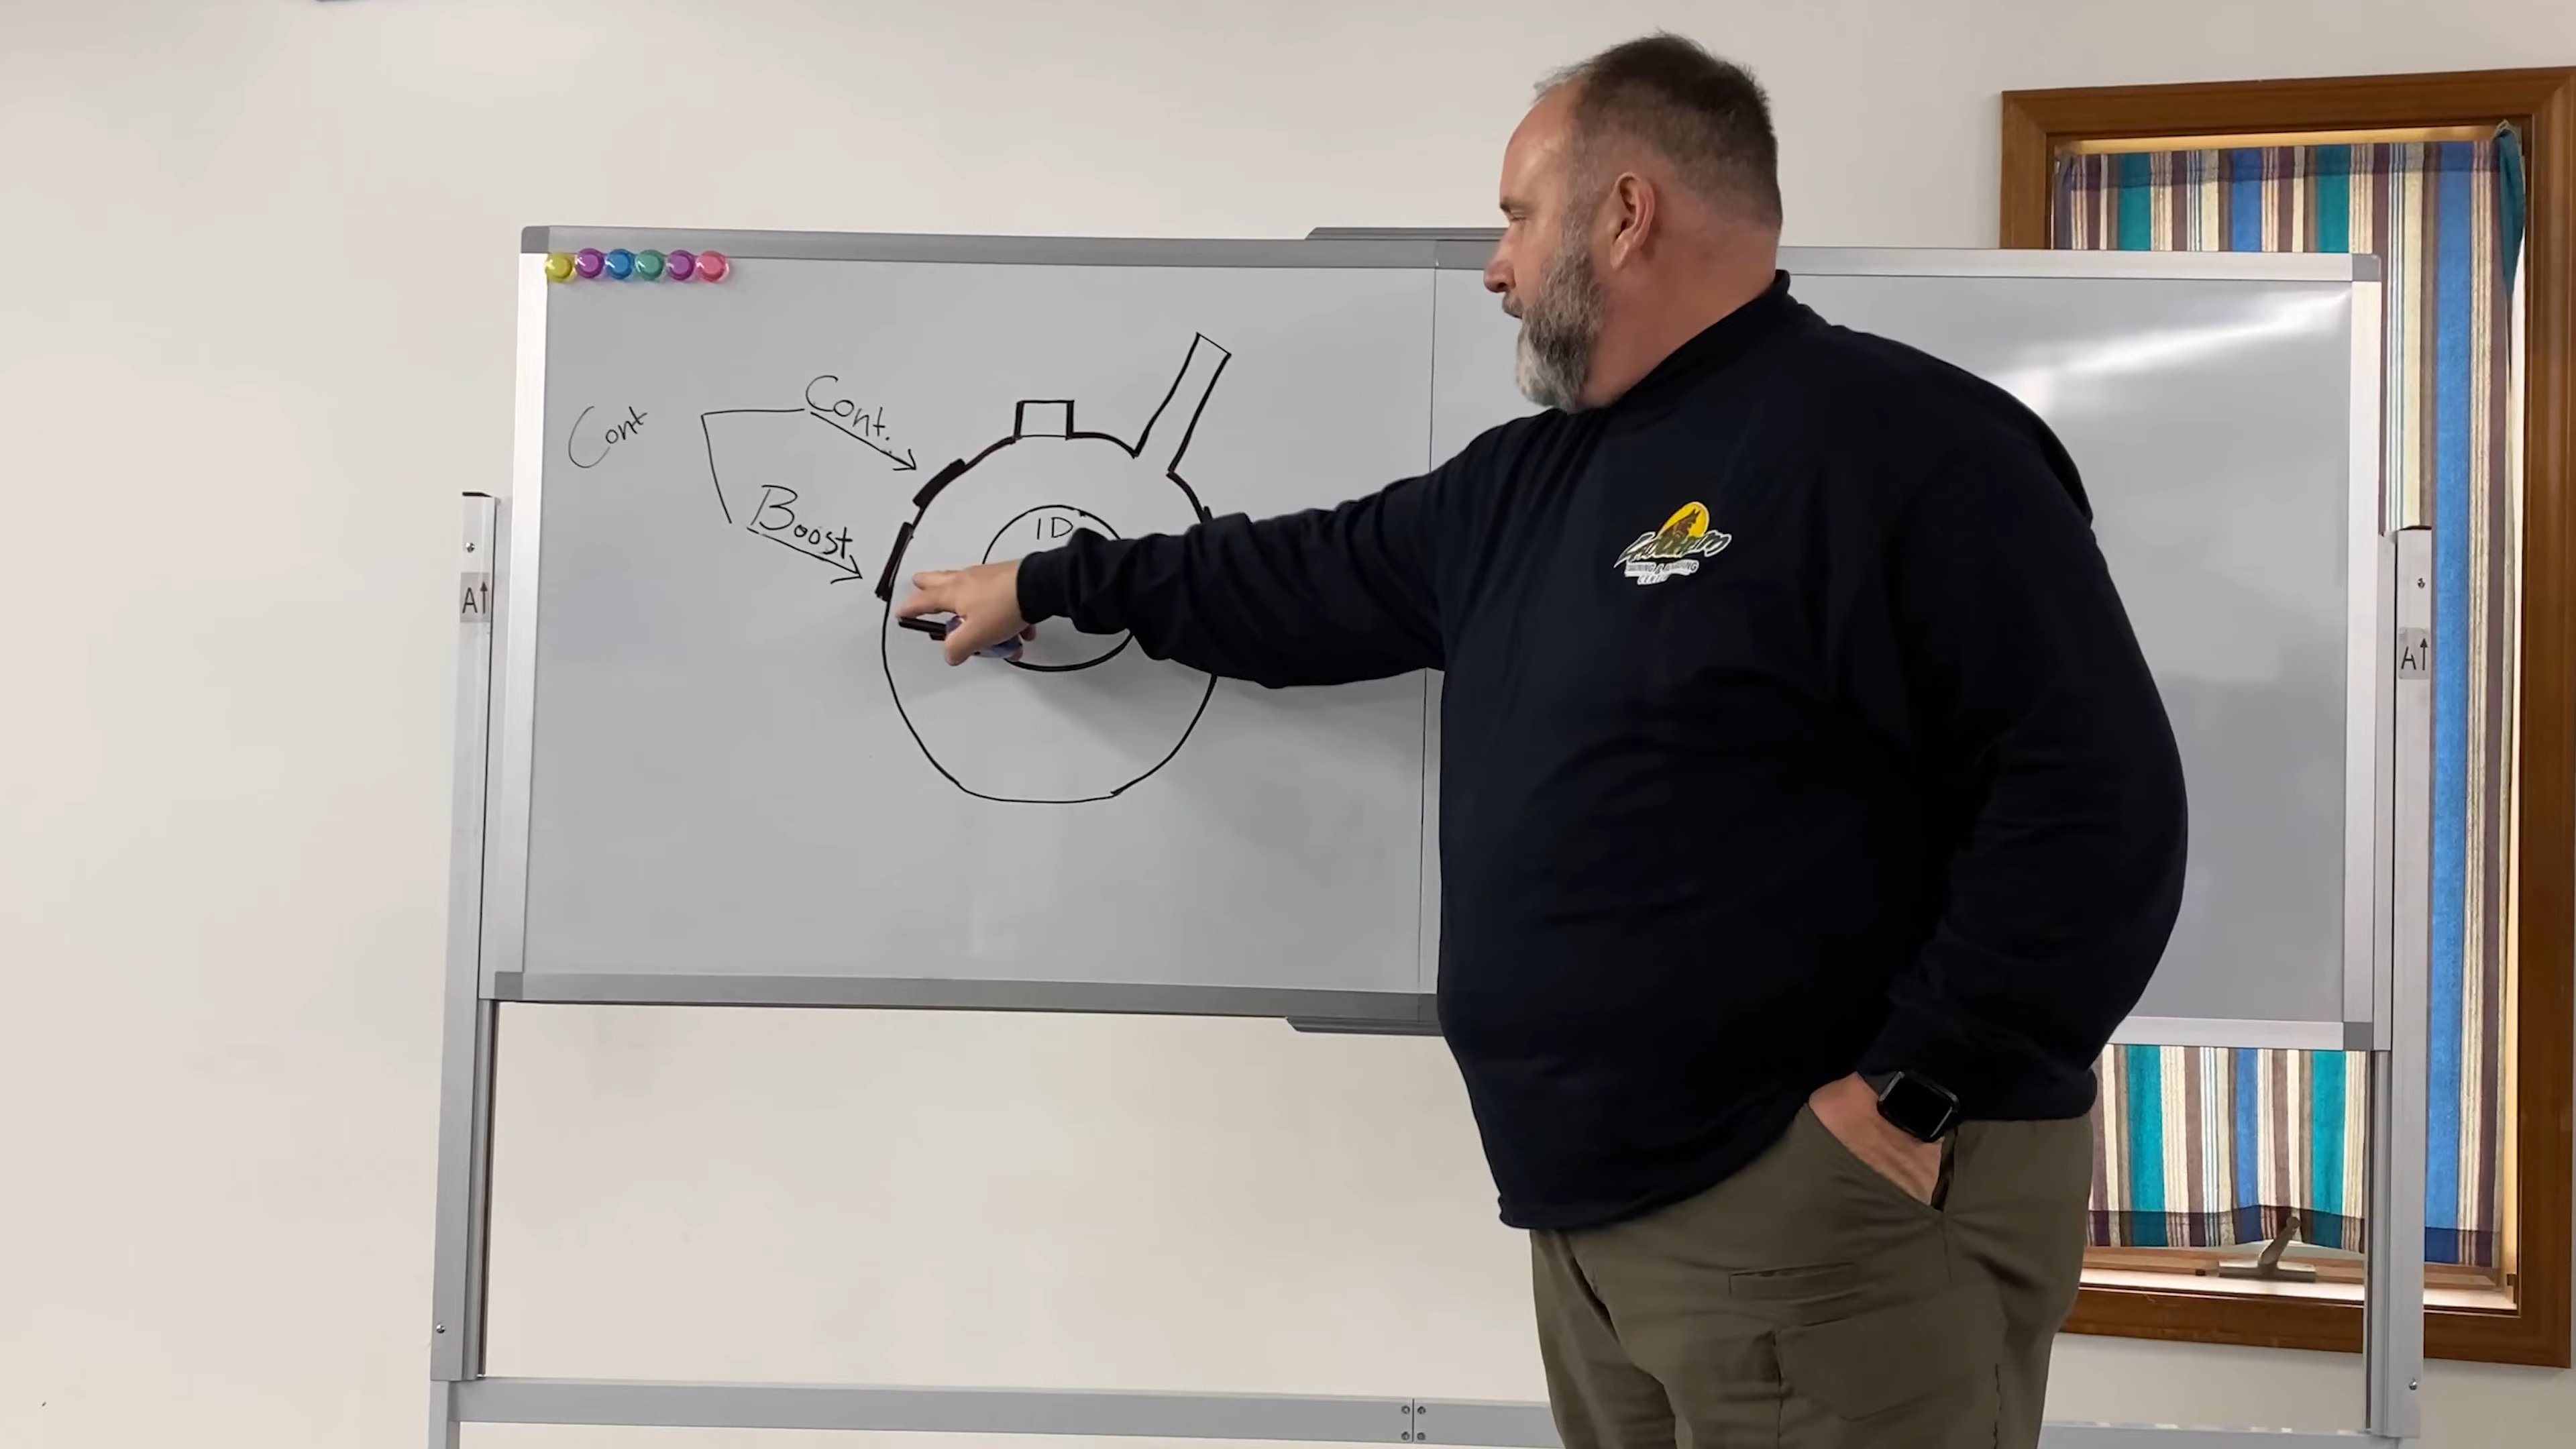 Cont
Cont.
Boost
ID
A↑
A↑